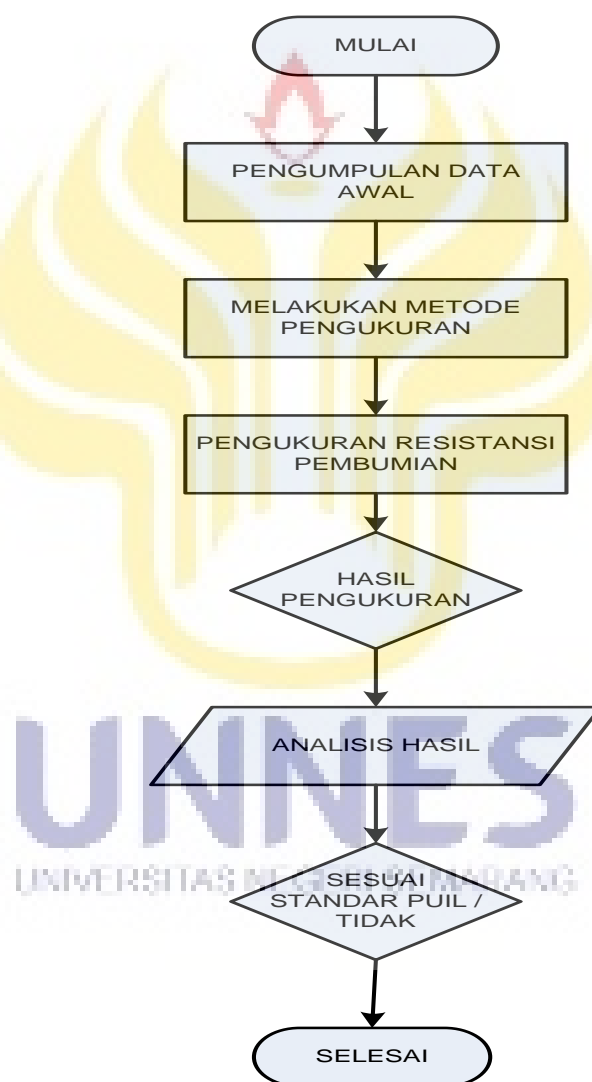 MULAI
PENGUMPULAN DATA
AWAL
MELAKUKAN METODE
PENGUKURAN
PENGUKURAN RESISTANSI
PEMBUMIAN
HASIL
PENGUKURAN
ANALISIS HASIL
UNNES
SESUAI
STANDAR PUIL /
TIDAK
UNIVERSITAS NEGERI SEMARANG
SELESAI